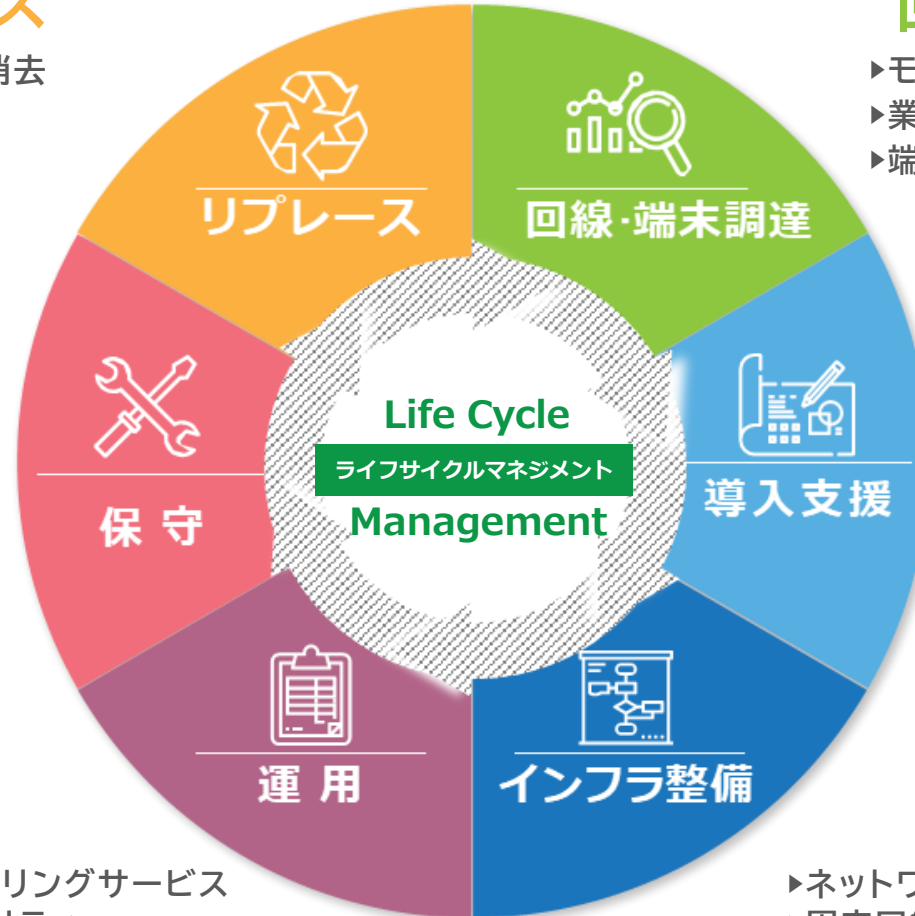 ス
消去
▶モ
▶業
▶端
リプレース
回線・端末調達
Life Cycle
ライフサイクルマネジメント
Management
保 守
導入支援
運 用
インフラ整備
リングサービス
▶ネットワ